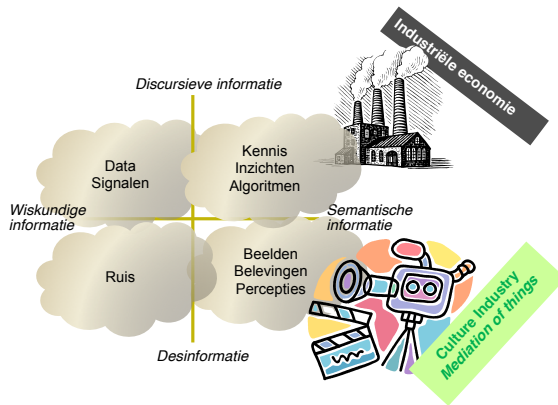 Industriële economie
Discursieve informatie
Data
Signalen
Kennis
Inzichten
Algoritmen
Wiskundige
informatie
Semantische
informatie
Ruis
Beelden
Belevingen
Percepties
Culture Industry
Mediation of things
Desinformatie